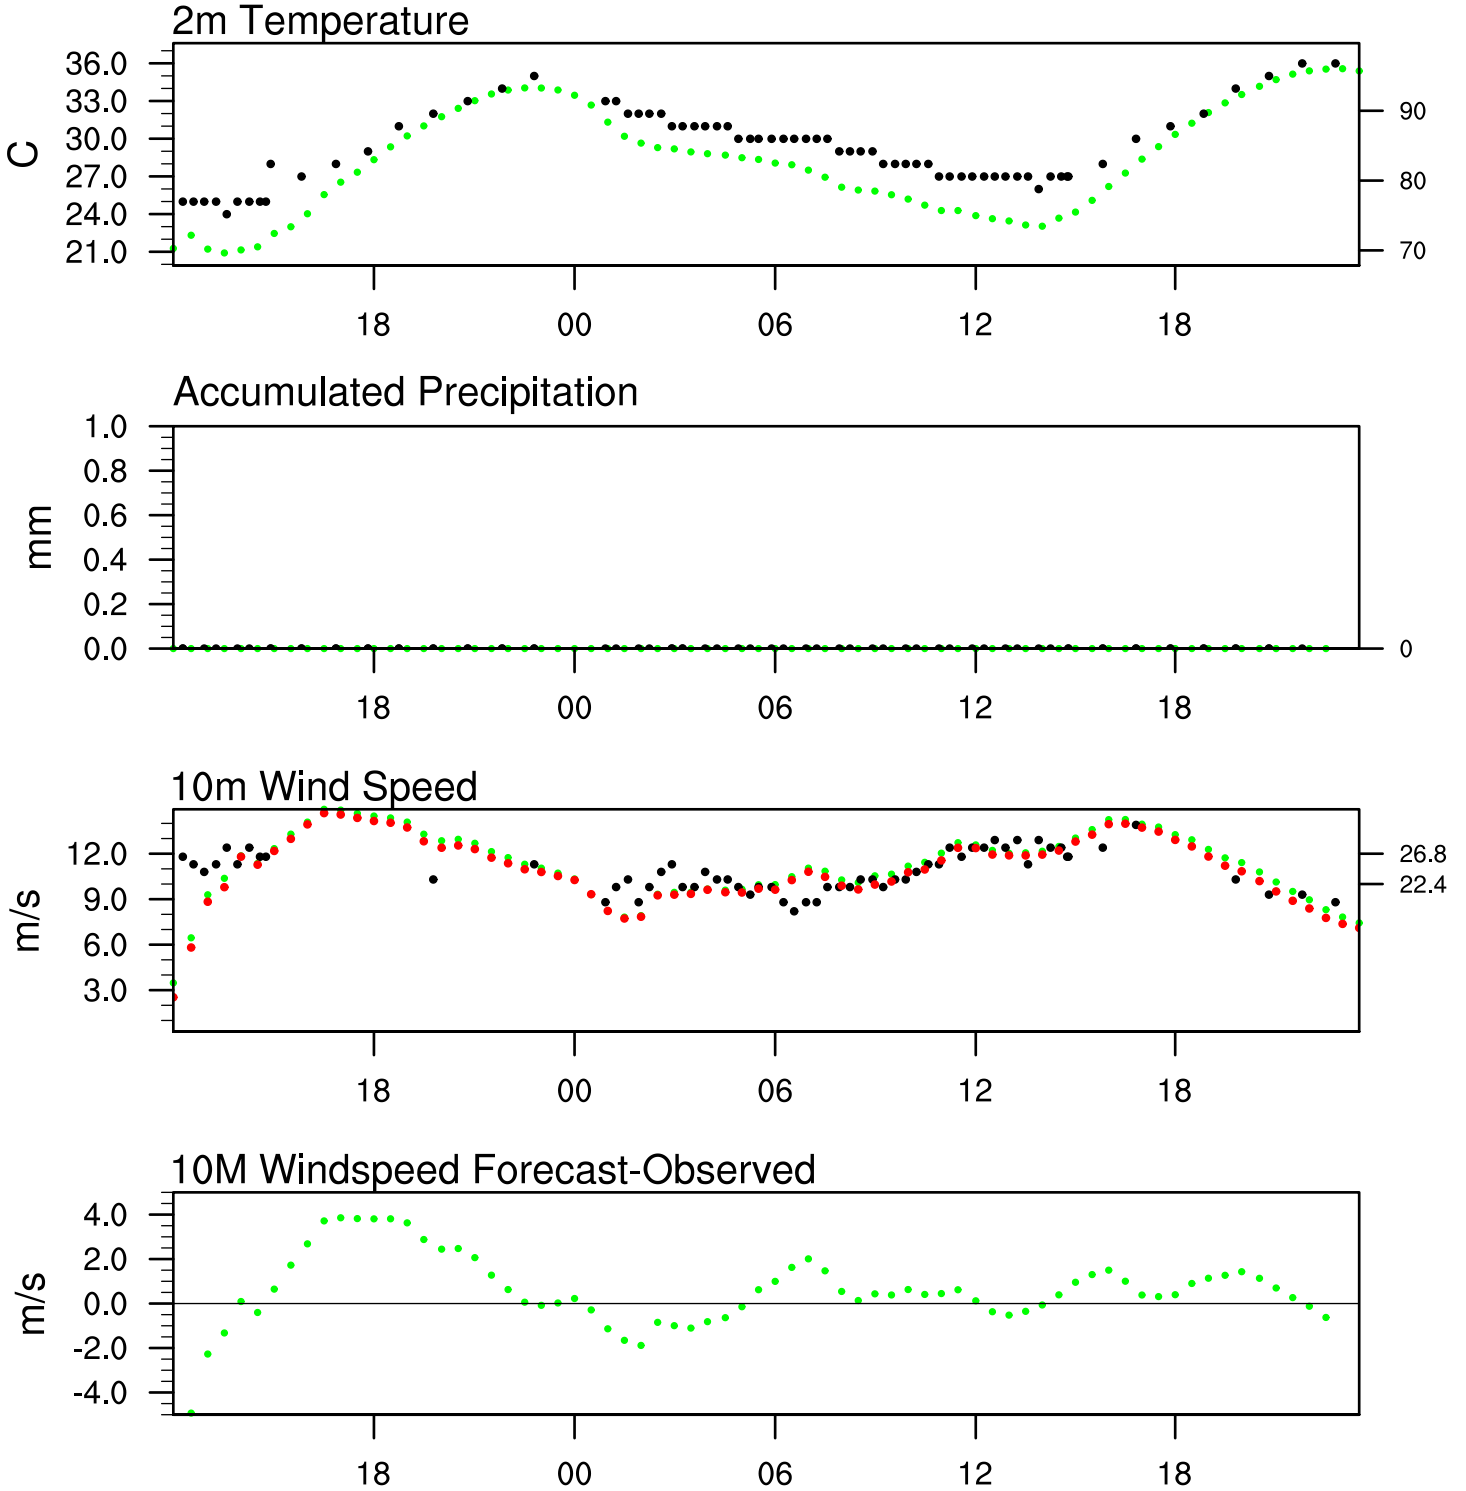 2m Temperature
36.0
33.0
30.0
27.0
24.0
21.0
C
90
80
70
18 00 06 12 18
Accumulated Precipitation
1.0
0.8
0.6
0.4
0.2
0.0
mm
0
18 00 06 12 18
10m Wind Speed
12.0
9.0
6.0
3.0
m/s
26.8
22.4
18 00 06 12 18
10M Windspeed Forecast-Observed
4.0
2.0
0.0
-2.0
-4.0
m/s
18 00 06 12 18